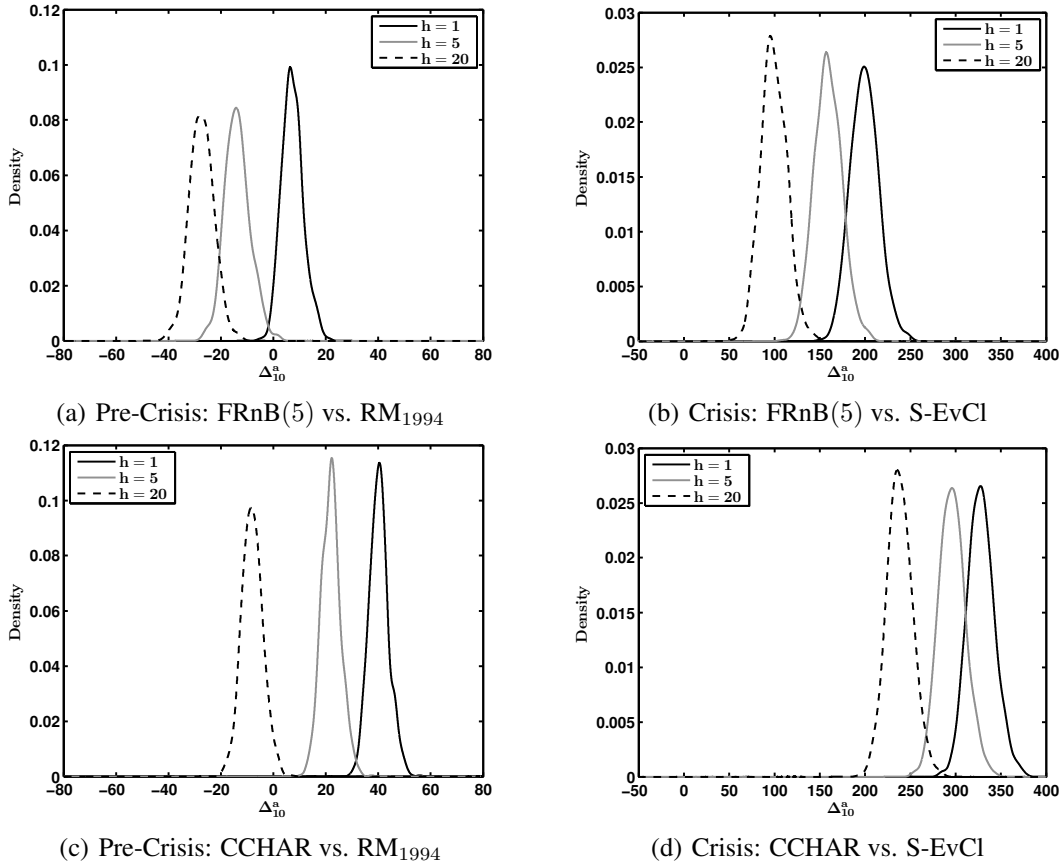 0.12
0.1
0.08
0.06
0.04
0.02
0
Density
−80 −60 −40 −20 0 20 40 60 80
Δ^a_10
h = 1
h = 5
h = 20
(a) Pre-Crisis: FRnB(5) vs. RM_1994
0.03
0.025
0.02
0.015
0.01
0.005
0
Density
−50 0 50 100 150 200 250 300 350 400
Δ^a_10
h = 1
h = 5
h = 20
(b) Crisis: FRnB(5) vs. S-EvCl
0.12
0.1
0.08
0.06
0.04
0.02
0
Density
−80 −60 −40 −20 0 20 40 60 80
Δ^a_10
h = 1
h = 5
h = 20
(c) Pre-Crisis: CCHAR vs. RM_1994
0.03
0.025
0.02
0.015
0.01
0.005
0
Density
−50 0 50 100 150 200 250 300 350 400
Δ^a_10
h = 1
h = 5
h = 20
(d) Crisis: CCHAR vs. S-EvCl